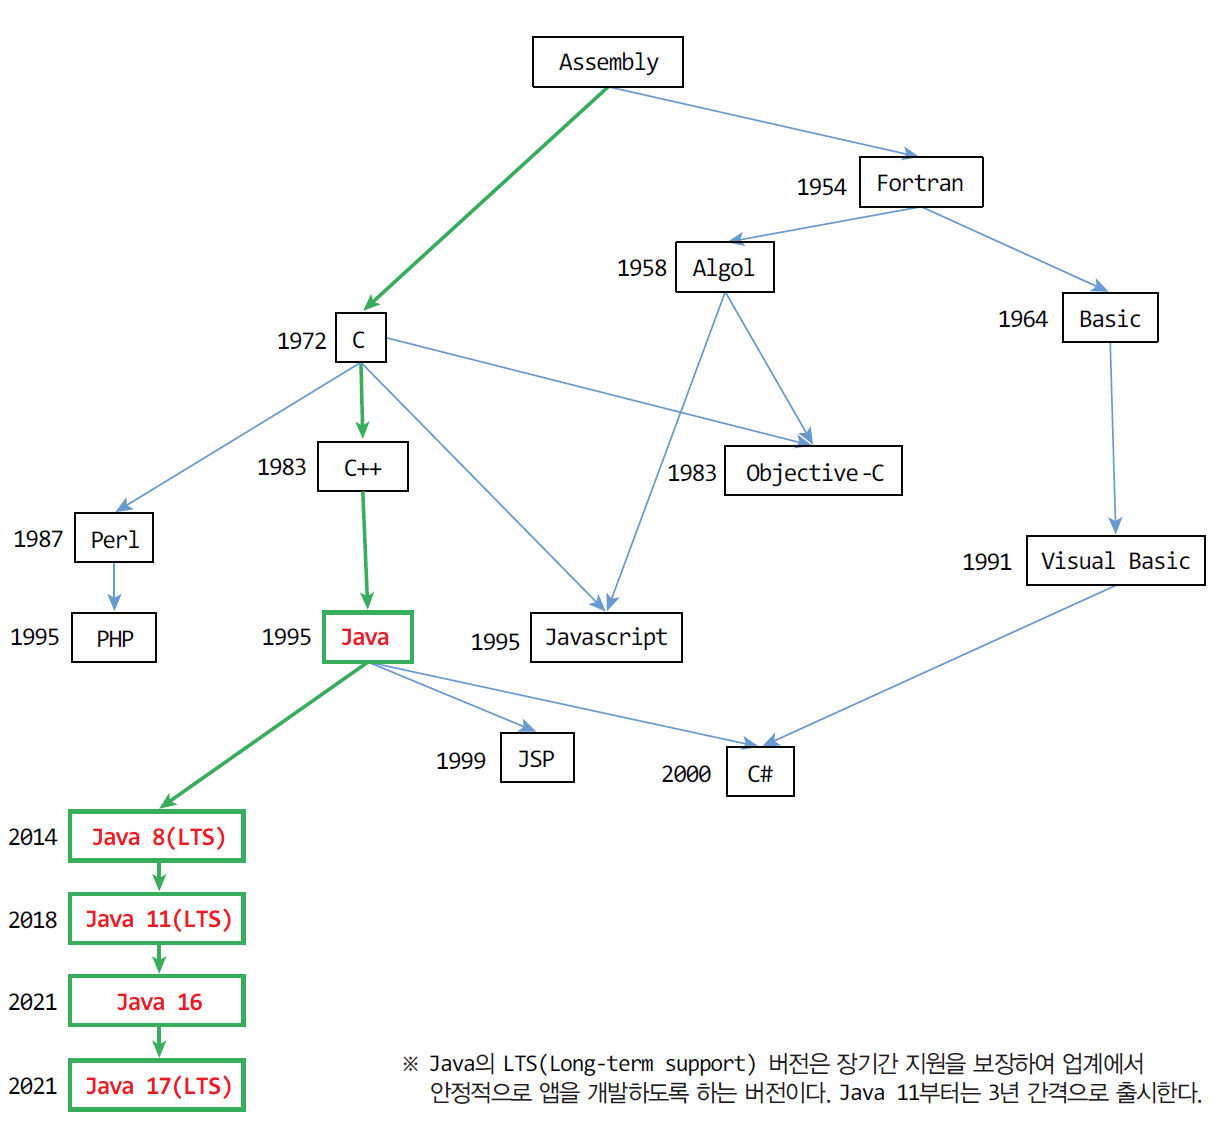 Assembly
1954 Fortran
1958 Algol
1964 Basic
1972 C
1983 C++
1983 Objective-C
1987 Perl
1991 Visual Basic
1995 PHP
1995 Java
1995 Javascript
1999 JSP
2000 C#
2014 Java 8(LTS)
2018 Java 11(LTS)
2021 Java 16
2021 Java 17(LTS)
※ Java의 LTS(Long-term support) 버전은 장기간 지원을 보장하여 업계에서
안정적으로 앱을 개발하도록 하는 버전이다. Java 11부터는 3년 간격으로 출시한다.